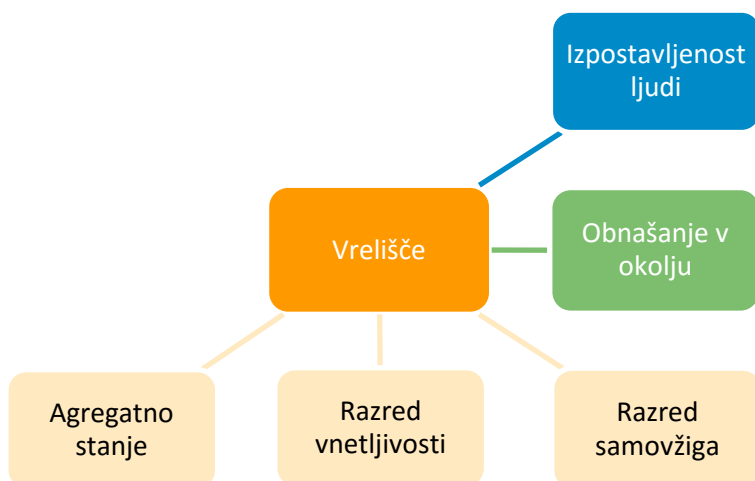 Izpostavljenost
ljudi
Vrelišče
Obnašanje v
okolju
Agregatno
stanje
Razred
vnetljivosti
Razred
samovžiga